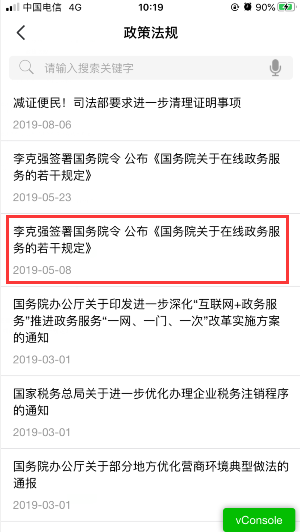 中国电信 4G 10:19 90%
政策法规
请输入搜索关键字
减证便民！司法部要求进一步清理证明事项
2019-08-06
李克强签署国务院令 公布《国务院关于在线政务服
务的若干规定》
2019-05-23
李克强签署国务院令 公布《国务院关于在线政务服
务的若干规定》
2019-05-08
国务院办公厅关于印发进一步深化“互联网+政务服
务”推进政务服务“一网、一门、一次”改革实施方案
的通知
2019-03-01
国家税务总局关于进一步优化办理企业税务注销程序
的通知
2019-03-01
国务院办公厅关于部分地方优化营商环境典型做法的
通报
2019-03-01
vConsole